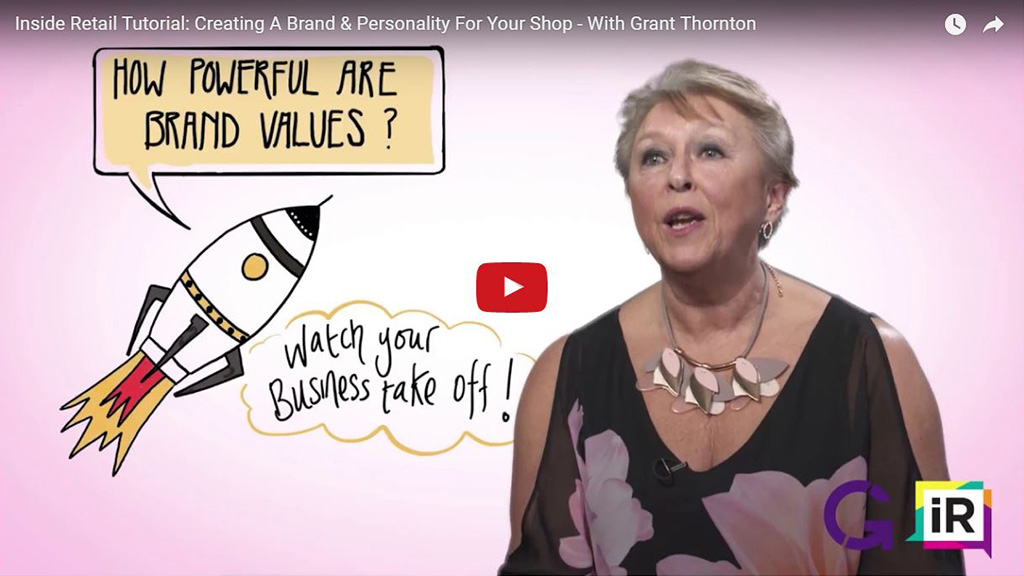 Inside Retail Tutorial: Creating A Brand & Personality For Your Shop - With Grant Thornton
HOW POWERFUL ARE
BRAND VALUES ?
Watch your
Business take off!
iR